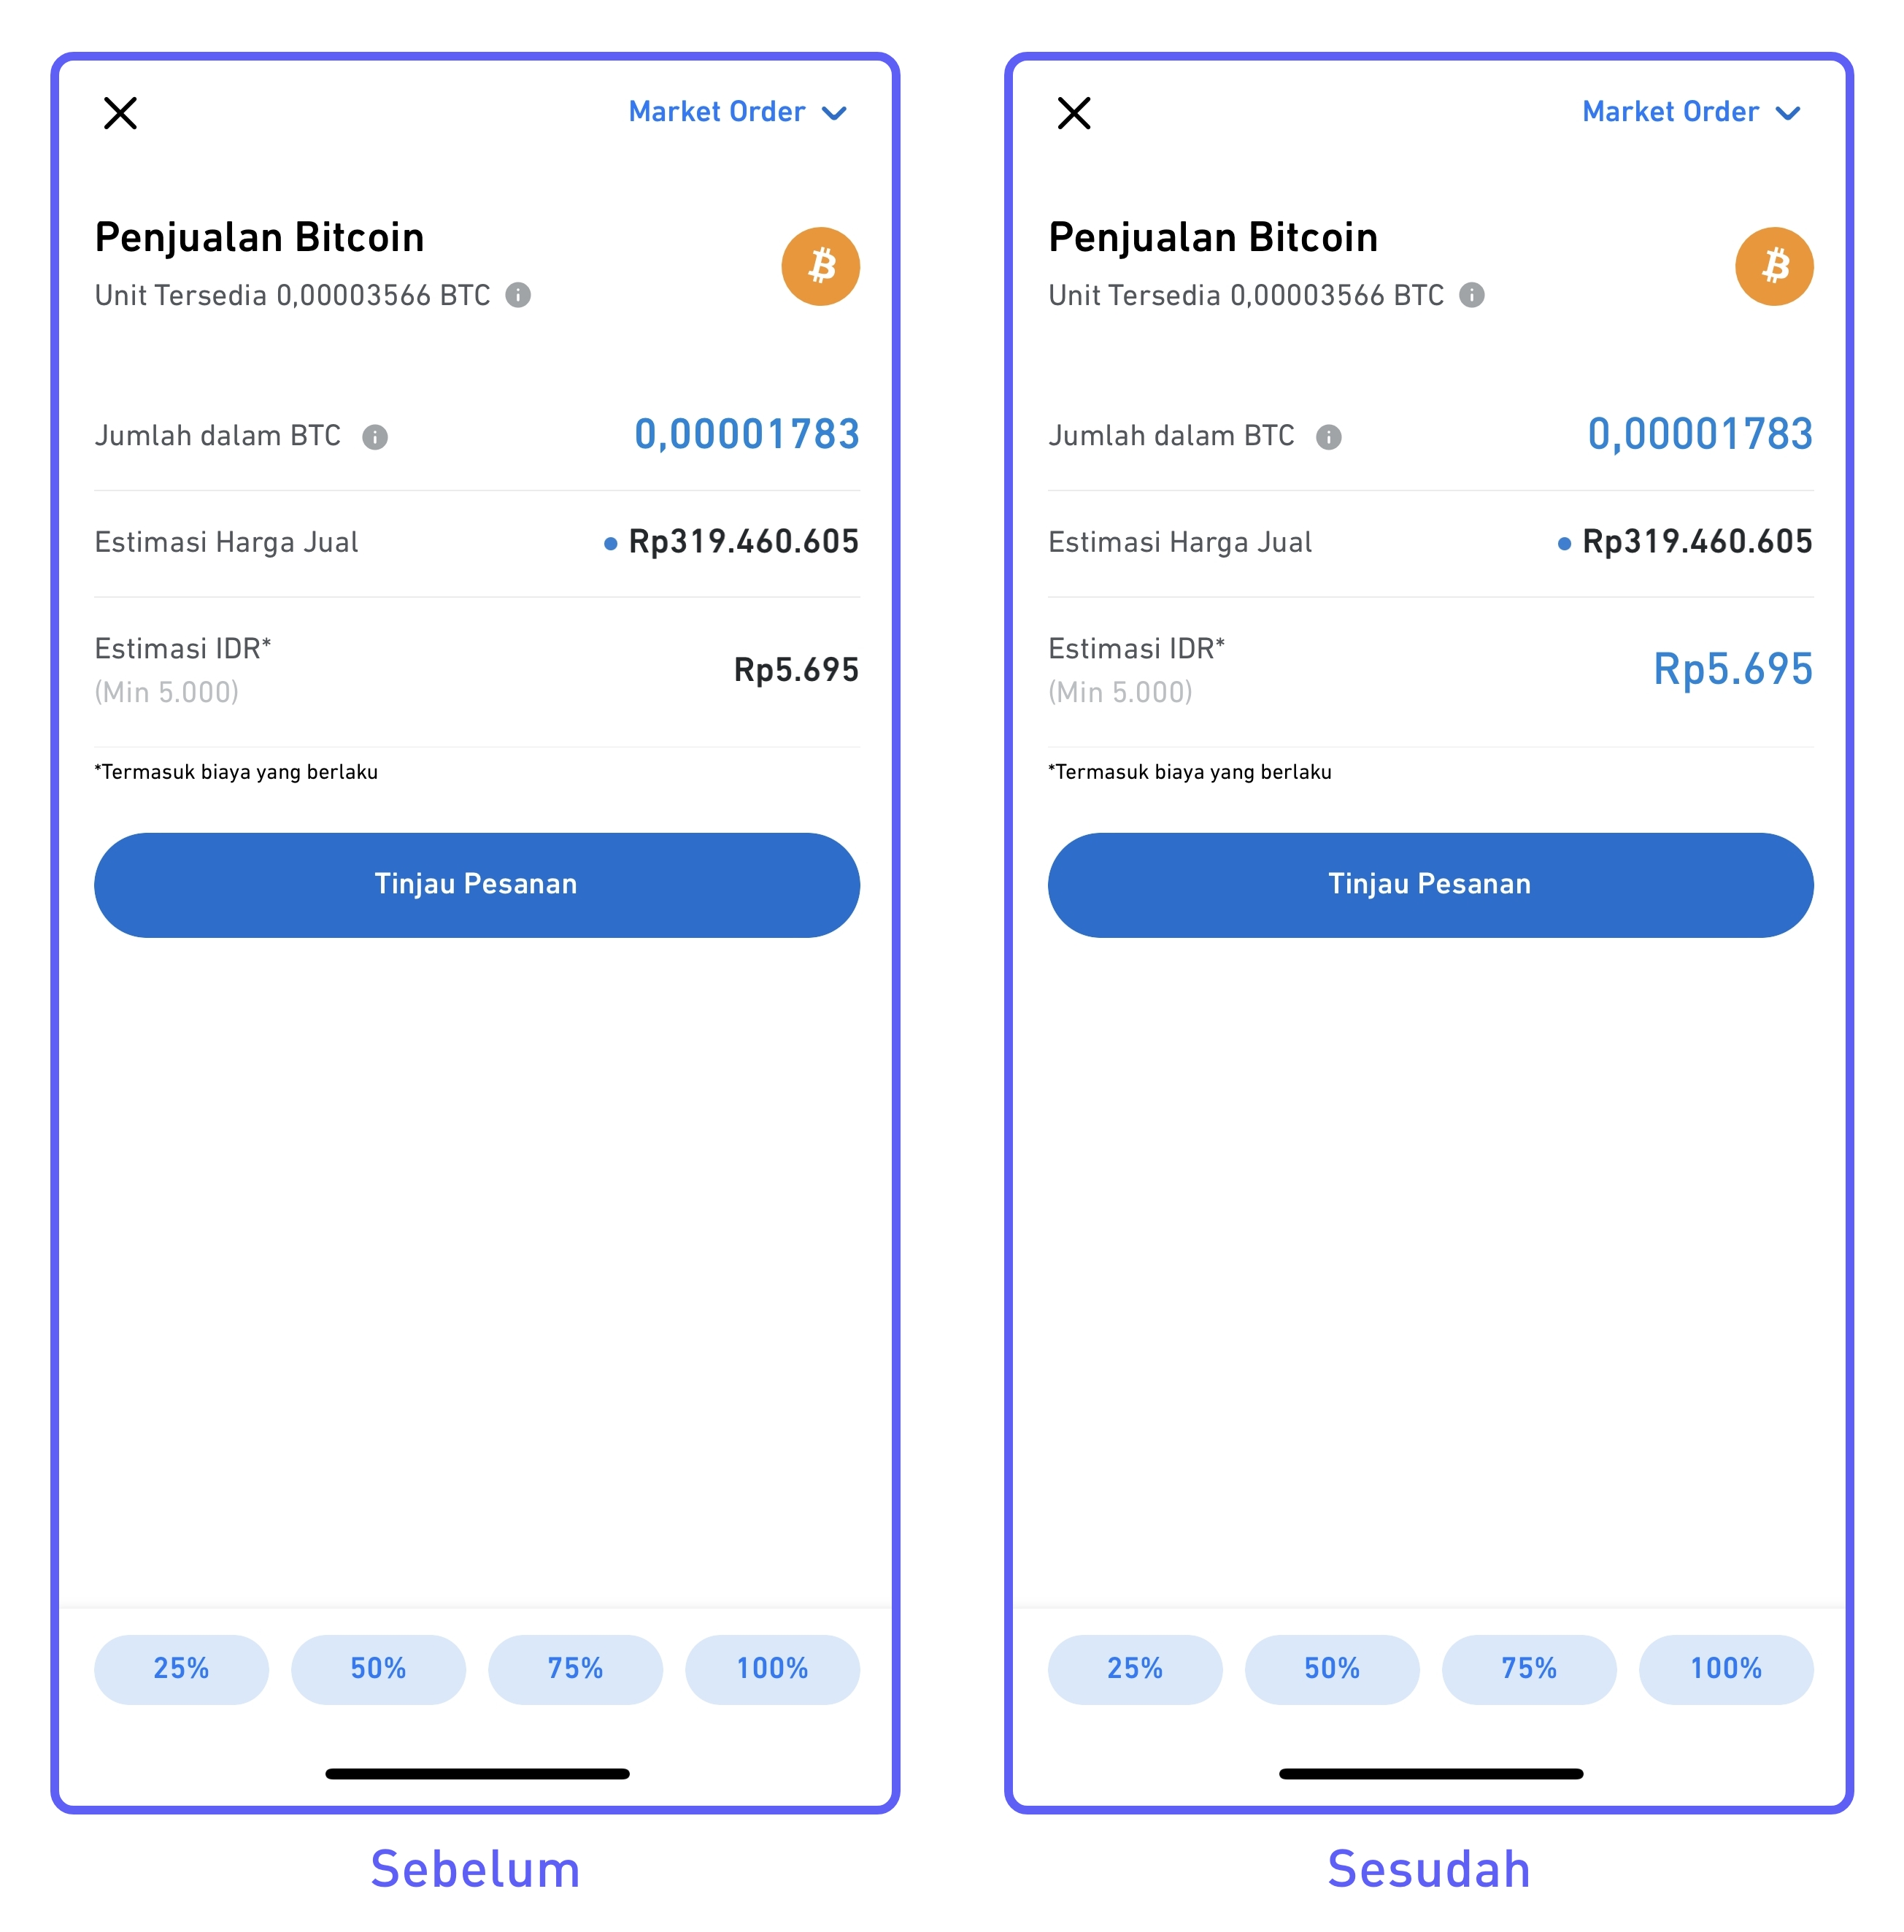 Market Order
Penjualan Bitcoin
Unit Tersedia 0,00003566 BTC
Jumlah dalam BTC 0,00001783
Estimasi Harga Jual Rp319.460.605
Estimasi IDR*
(Min 5.000)
Rp5.695
*Termasuk biaya yang berlaku
Tinjau Pesanan
25% 50% 75% 100%
Sebelum
Market Order
Penjualan Bitcoin
Unit Tersedia 0,00003566 BTC
Jumlah dalam BTC 0,00001783
Estimasi Harga Jual Rp319.460.605
Estimasi IDR*
(Min 5.000)
Rp5.695
*Termasuk biaya yang berlaku
Tinjau Pesanan
25% 50% 75% 100%
Sesudah